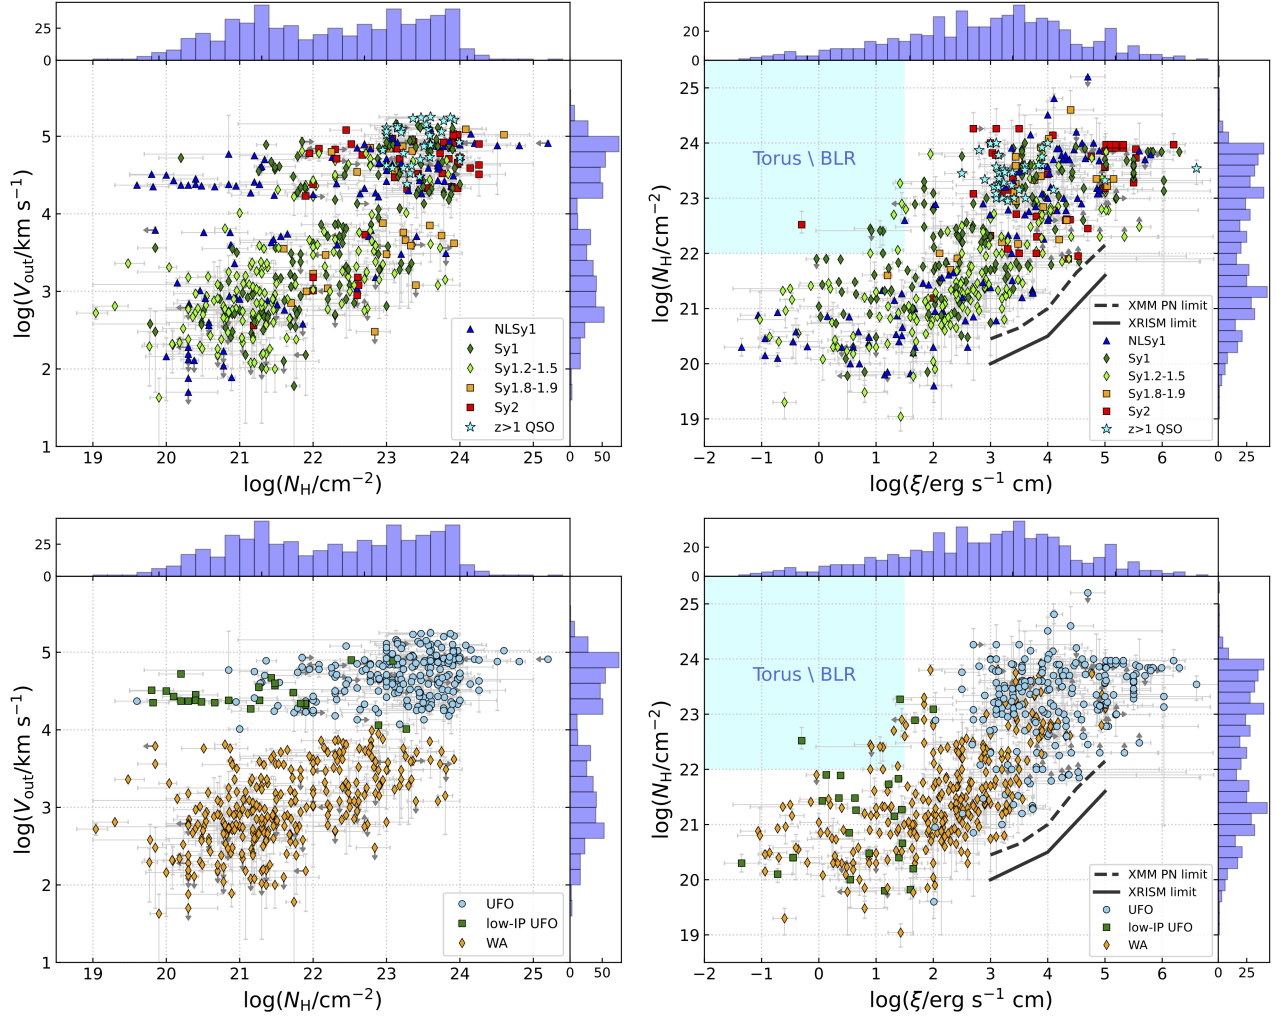 25
0
5
4
3
2
1
log(V_out/km s⁻¹)
NLSy1
Sy1
Sy1.2-1.5
Sy1.8-1.9
Sy2
z>1 QSO
19 20 21 22 23 24 25 0 50
log(N_H/cm⁻²)
20
0
25
24
23
22
21
20
19
log(N_H/cm⁻²)
Torus \ BLR
XMM PN limit
XRISM limit
NLSy1
Sy1
Sy1.2-1.5
Sy1.8-1.9
Sy2
z>1 QSO
−2 −1 0 1 2 3 4 5 6 0 25
log(ξ/erg s⁻¹ cm)
25
0
5
4
3
2
1
log(V_out/km s⁻¹)
UFO
low-IP UFO
WA
19 20 21 22 23 24 25 0 50
log(N_H/cm⁻²)
20
0
25
24
23
22
21
20
19
log(N_H/cm⁻²)
Torus \ BLR
XMM PN limit
XRISM limit
UFO
low-IP UFO
WA
−2 −1 0 1 2 3 4 5 6 0 25
log(ξ/erg s⁻¹ cm)